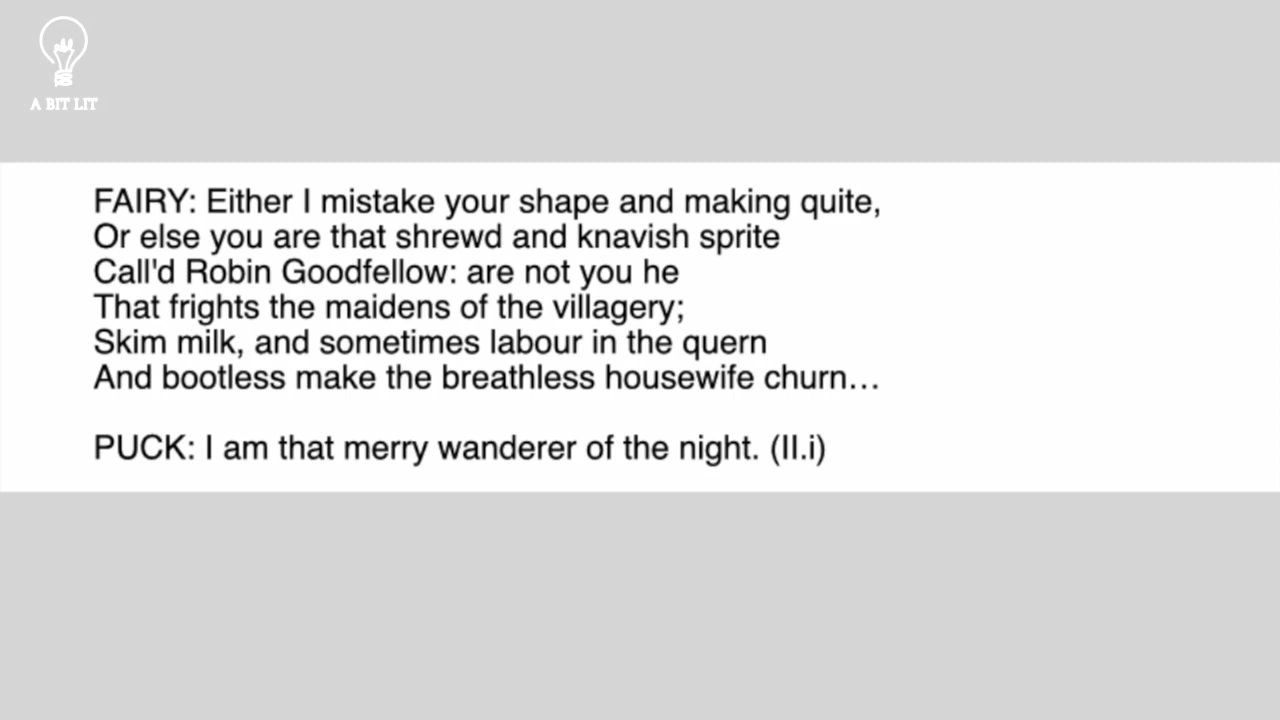 A BIT LIT
FAIRY: Either I mistake your shape and making quite,
Or else you are that shrewd and knavish sprite
Call'd Robin Goodfellow: are not you he
That frights the maidens of the villagery;
Skim milk, and sometimes labour in the quern
And bootless make the breathless housewife churn…
PUCK: I am that merry wanderer of the night. (II.i)